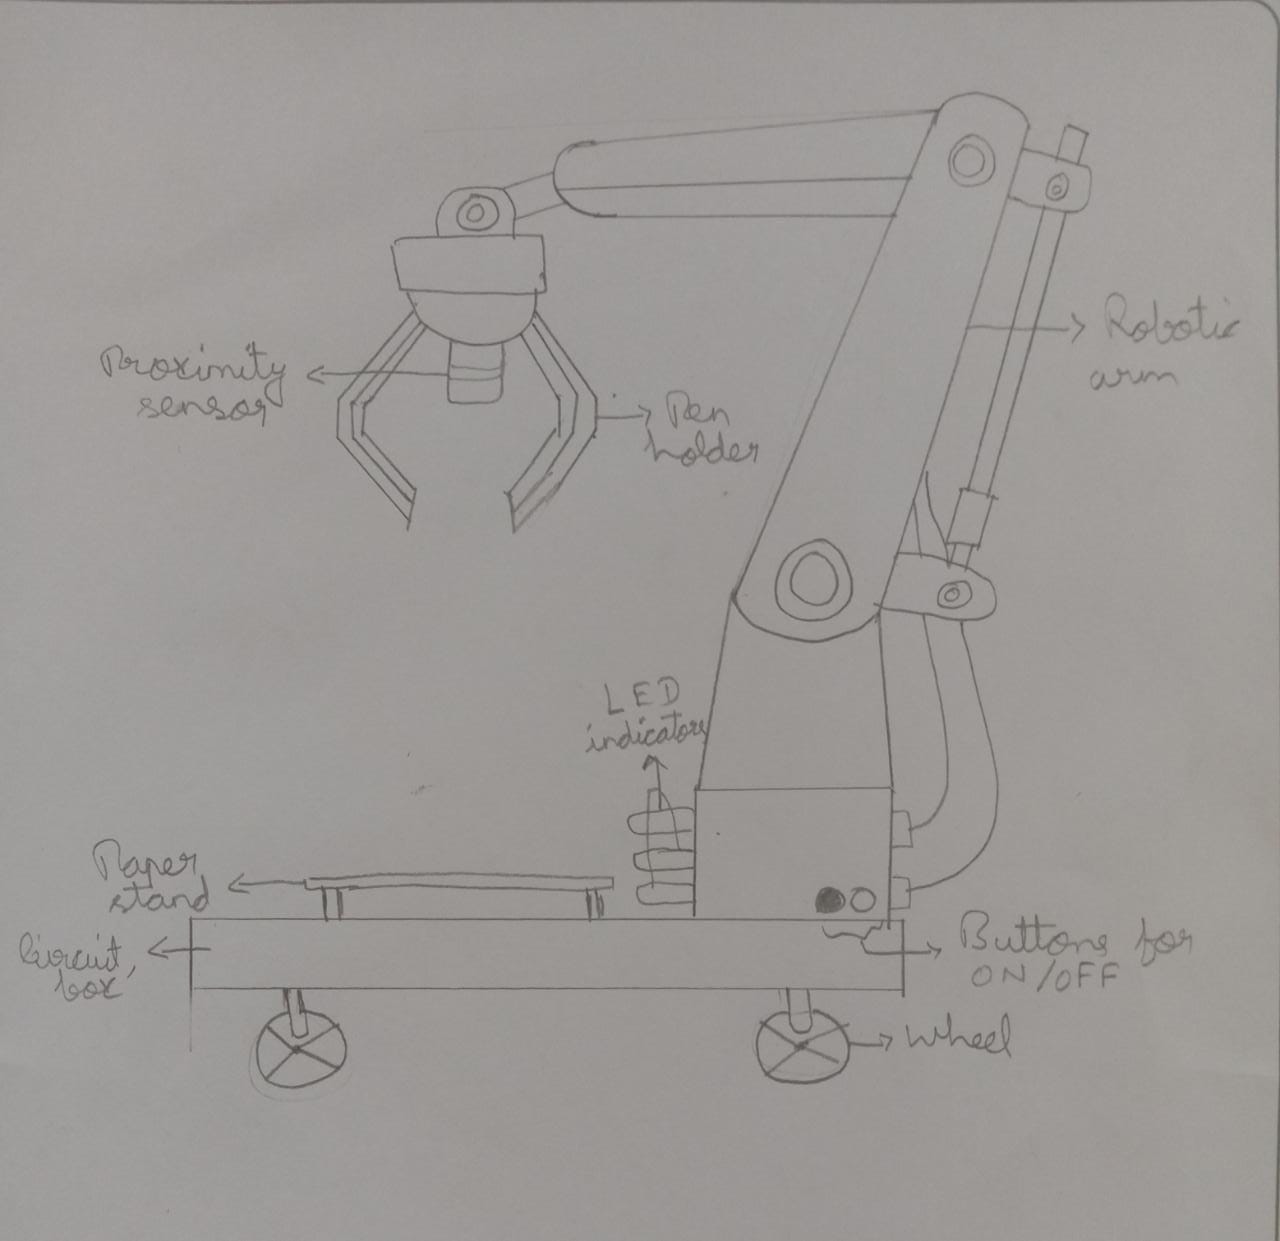 Robotic
arm
Proximity
sensor
Pen
holder
LED
indicators
Paper
stand
Circuit
box
Buttons for
ON/OFF
Wheel